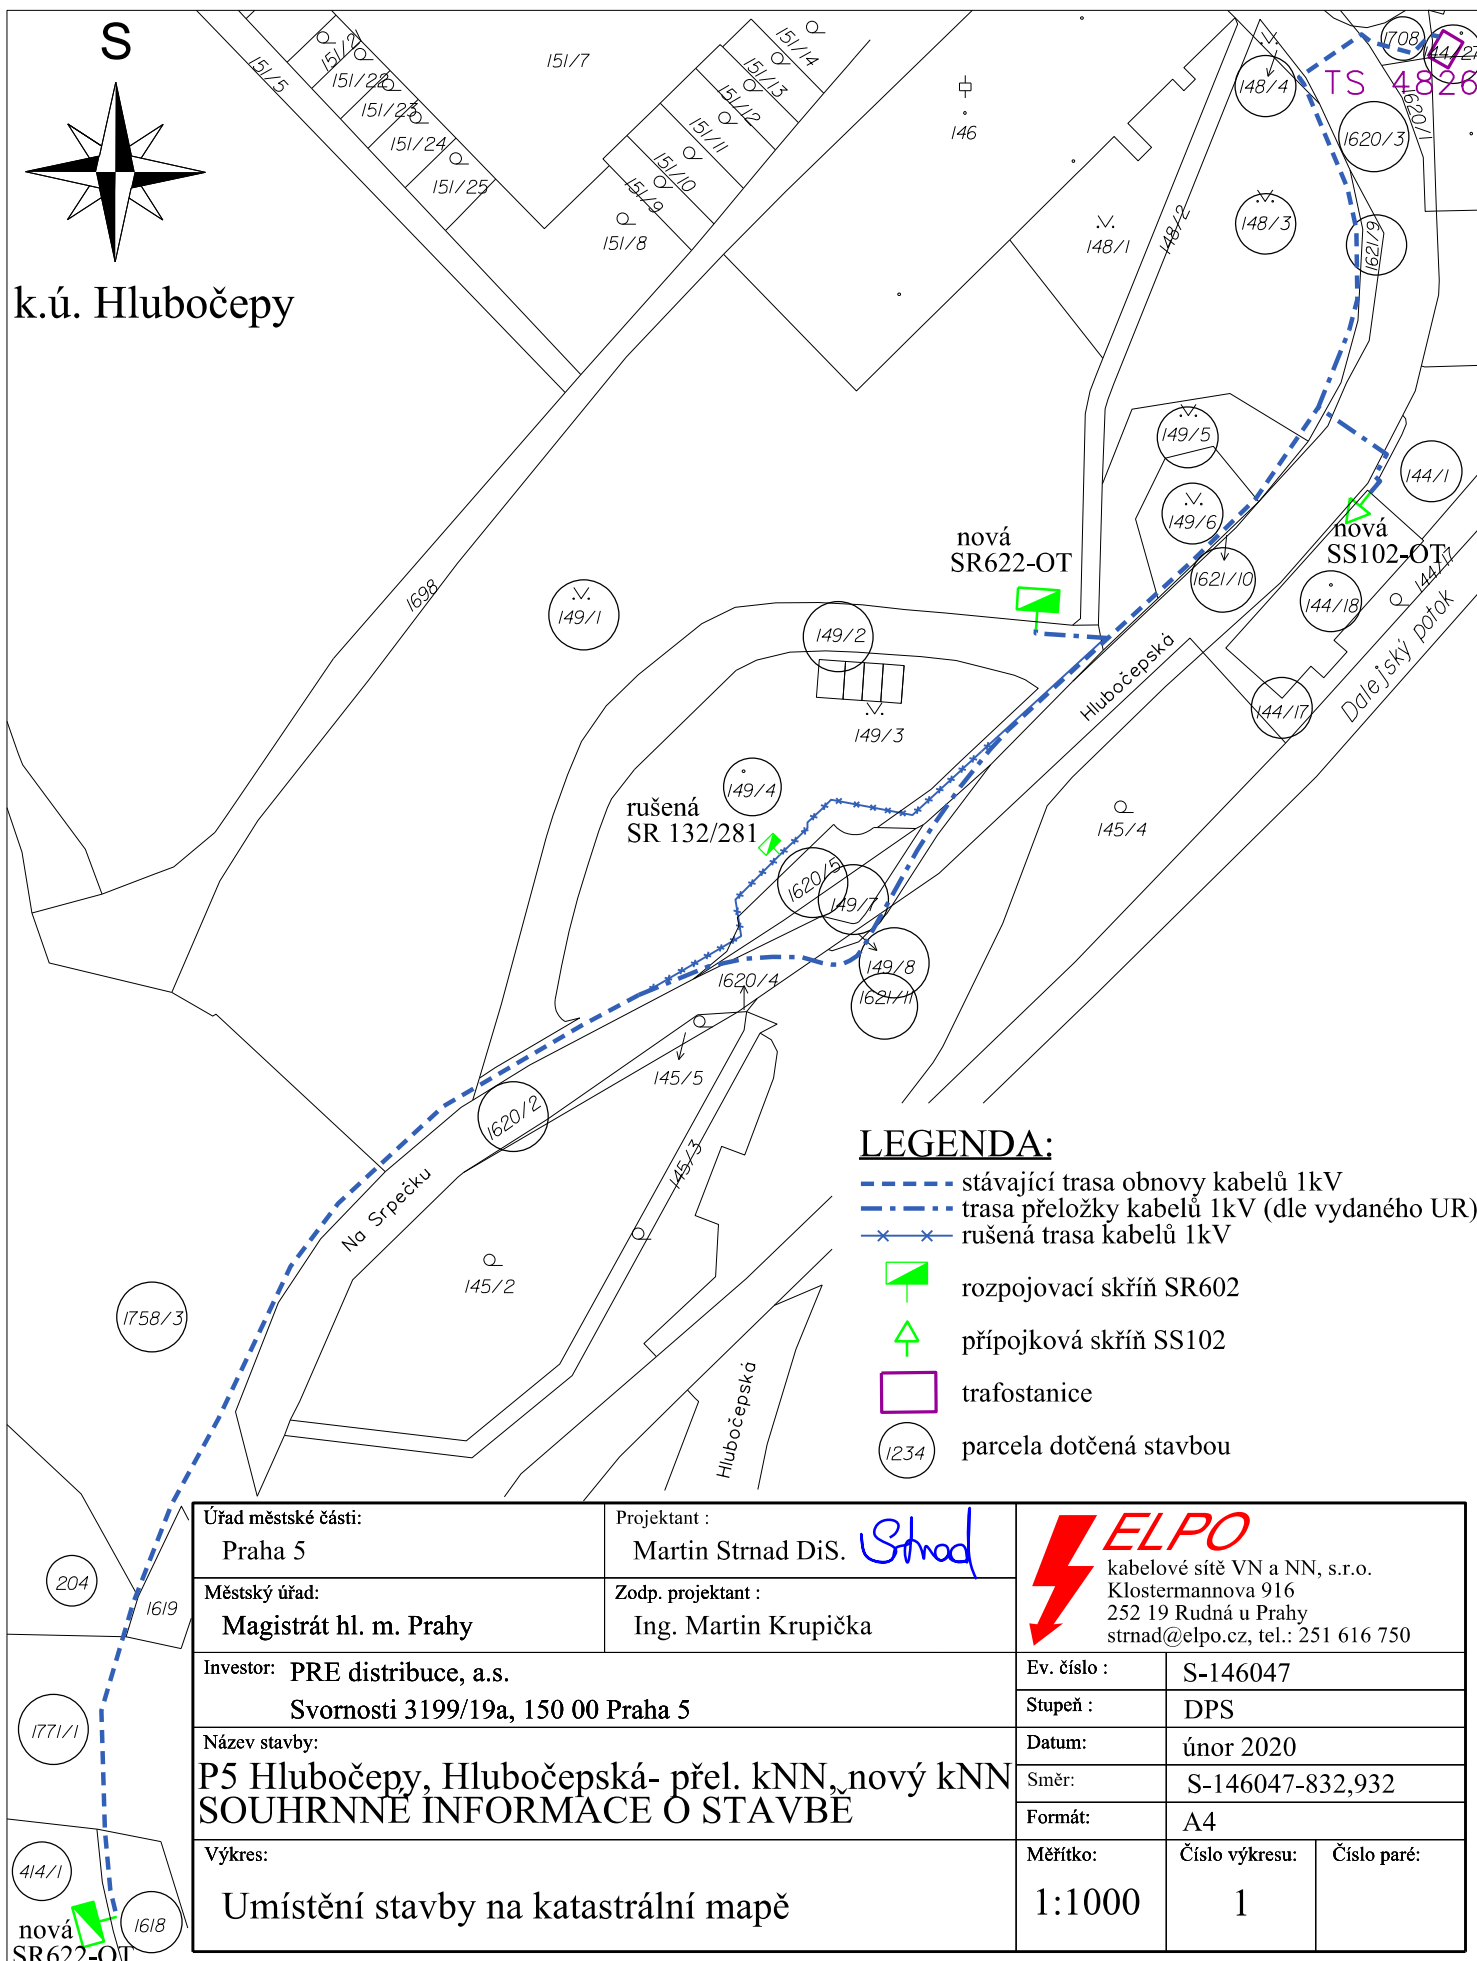 S
k.ú. Hlubočepy
151/5
151/21
151/22
151/23
151/24
151/25
151/7
151/14
151/13
151/12
151/11
151/10
151/9
151/8
146
148/4
1708
144/21
TS 4826
1620/1
1620/3
148/3
148/1
148/2
1621/9
149/5
149/6
144/1
nová
SS102-OT
nová
SR622-OT
1621/10
144/18
144/17
Dalejský potok
1698
149/1
149/2
Hlubočepská
144/17
149/3
149/4
rušená
SR 132/281
145/4
1620/5
149/7
149/8
1620/4
1621/11
145/5
1620/2
145/3
Na Srpečku
145/2
1758/3
Hlubočepská
204
1619
1771/1
414/1
1618
nová
SR622-OT
LEGENDA:
stávající trasa obnovy kabelů 1kV
trasa přeložky kabelů 1kV (dle vydaného UR)
rušená trasa kabelů 1kV
rozpojovací skříň SR602
přípojková skříň SS102
trafostanice
1234 parcela dotčená stavbou
Úřad městské části:
Praha 5
Projektant :
Martin Strnad DiS. Strnad
Městský úřad:
Magistrát hl. m. Prahy
Zodp. projektant :
Ing. Martin Krupička
ELPO
kabelové sítě VN a NN, s.r.o.
Klostermannova 916
252 19 Rudná u Prahy
strnad@elpo.cz, tel.: 251 616 750
Investor: PRE distribuce, a.s.
Svornosti 3199/19a, 150 00 Praha 5
Ev. číslo : S-146047
Stupeň : DPS
Název stavby:
P5 Hlubočepy, Hlubočepská- přel. kNN, nový kNN
SOUHRNNÉ INFORMACE O STAVBĚ
Datum: únor 2020
Směr: S-146047-832,932
Formát: A4
Výkres:
Umístění stavby na katastrální mapě
Měřítko:
1:1000
Číslo výkresu:
1
Číslo paré: